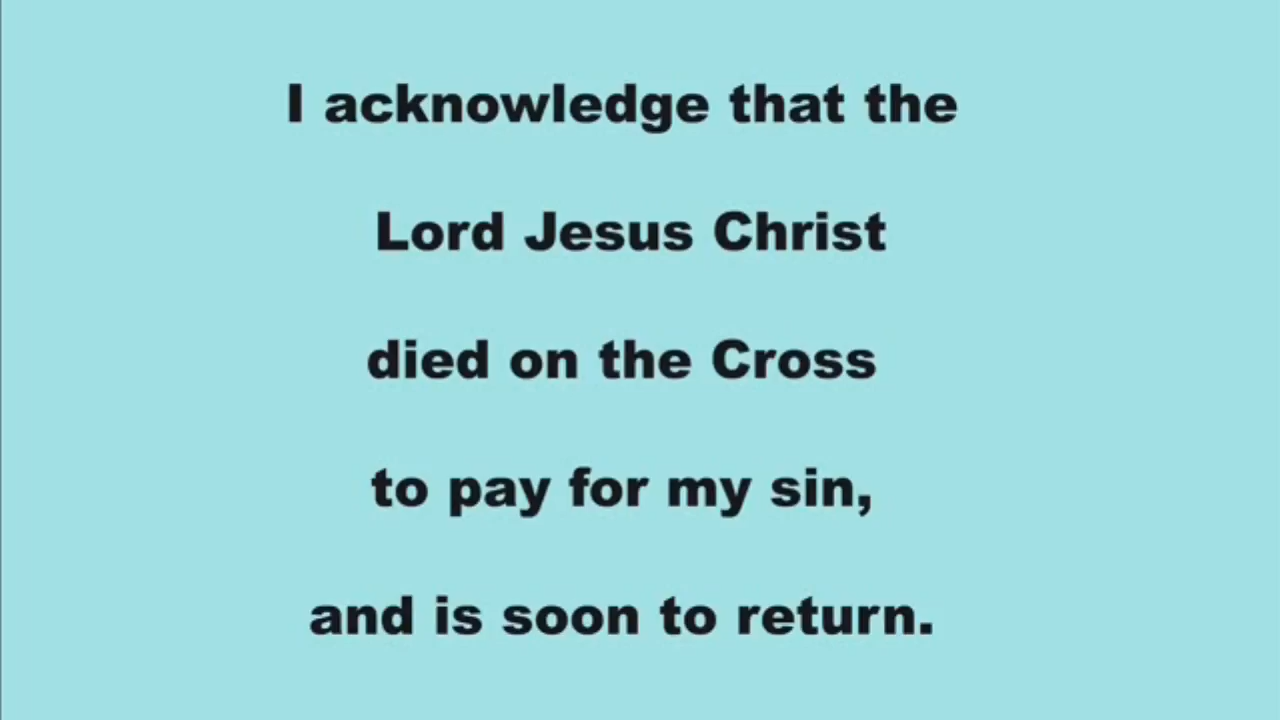 I acknowledge that the
Lord Jesus Christ
died on the Cross
to pay for my sin,
and is soon to return.